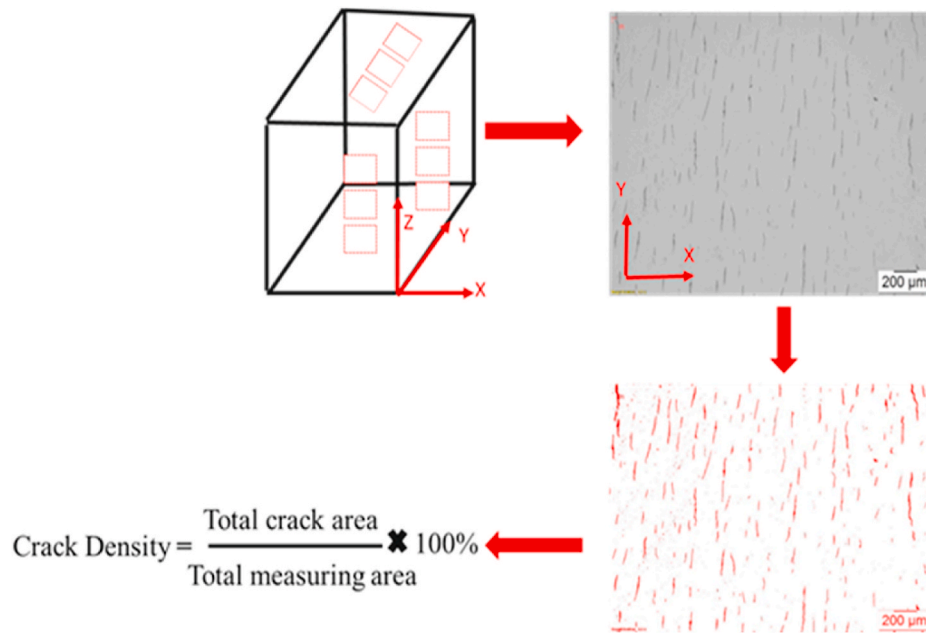 Z
Y
X
Y
X
200 µm
Crack Density = Total crack area / Total measuring area ✖ 100%
200 µm